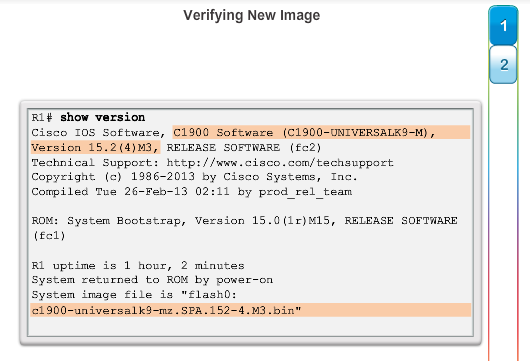 Verifying New Image
1
2
R1# show version
Cisco IOS Software, C1900 Software (C1900-UNIVERSALK9-M),
Version 15.2(4)M3, RELEASE SOFTWARE (fc2)
Technical Support: http://www.cisco.com/techsupport
Copyright (c) 1986-2013 by Cisco Systems, Inc.
Compiled Tue 26-Feb-13 02:11 by prod_rel_team
ROM: System Bootstrap, Version 15.0(1r)M15, RELEASE SOFTWARE
(fc1)
R1 uptime is 1 hour, 2 minutes
System returned to ROM by power-on
System image file is "flash0:
c1900-universalk9-mz.SPA.152-4.M3.bin"